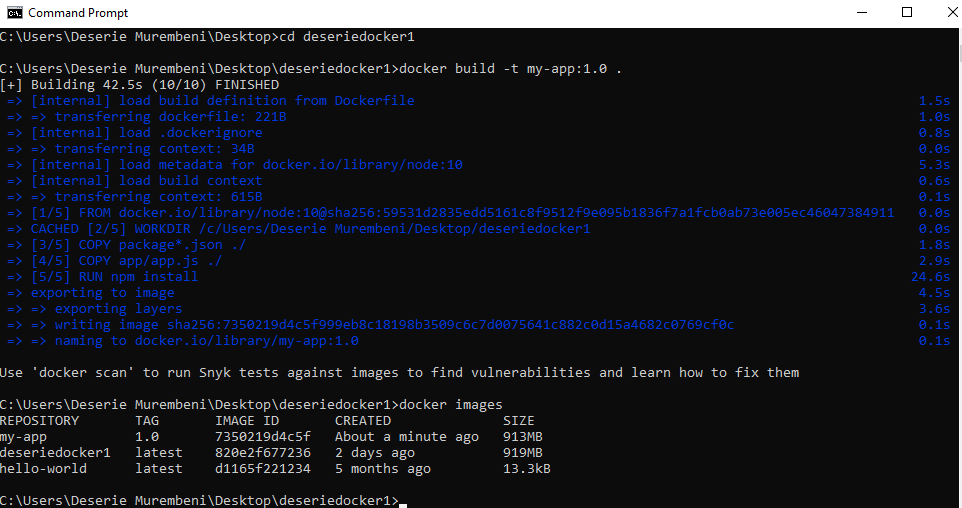 Command Prompt
C:\Users\Deserie Murembeni\Desktop>cd deseriedocker1
C:\Users\Deserie Murembeni\Desktop\deseriedocker1>docker build -t my-app:1.0 .
[+] Building 42.5s (10/10) FINISHED
=> [internal] load build definition from Dockerfile 1.5s
=> => transferring dockerfile: 221B 1.0s
=> [internal] load .dockerignore 0.8s
=> => transferring context: 34B 0.0s
=> [internal] load metadata for docker.io/library/node:10 5.3s
=> [internal] load build context 0.6s
=> => transferring context: 615B 0.1s
=> [1/5] FROM docker.io/library/node:10@sha256:59531d2835edd5161c8f9512f9e095b1836f7a1fcb0ab73e005ec46047384911 0.0s
=> CACHED [2/5] WORKDIR /c/Users/Deserie Murembeni/Desktop/deseriedocker1 0.0s
=> [3/5] COPY package*.json ./ 1.8s
=> [4/5] COPY app/app.js ./ 2.9s
=> [5/5] RUN npm install 24.6s
=> exporting to image 4.5s
=> => exporting layers 3.6s
=> => writing image sha256:7350219d4c5f999eb8c18198b3509c6c7d0075641c882c0d15a4682c0769cf0c 0.1s
=> => naming to docker.io/library/my-app:1.0 0.1s
Use 'docker scan' to run Snyk tests against images to find vulnerabilities and learn how to fix them
C:\Users\Deserie Murembeni\Desktop\deseriedocker1>docker images
REPOSITORY TAG IMAGE ID CREATED SIZE
my-app 1.0 7350219d4c5f About a minute ago 913MB
deseriedocker1 latest 820e2f677236 2 days ago 919MB
hello-world latest d1165f221234 5 months ago 13.3kB
C:\Users\Deserie Murembeni\Desktop\deseriedocker1>